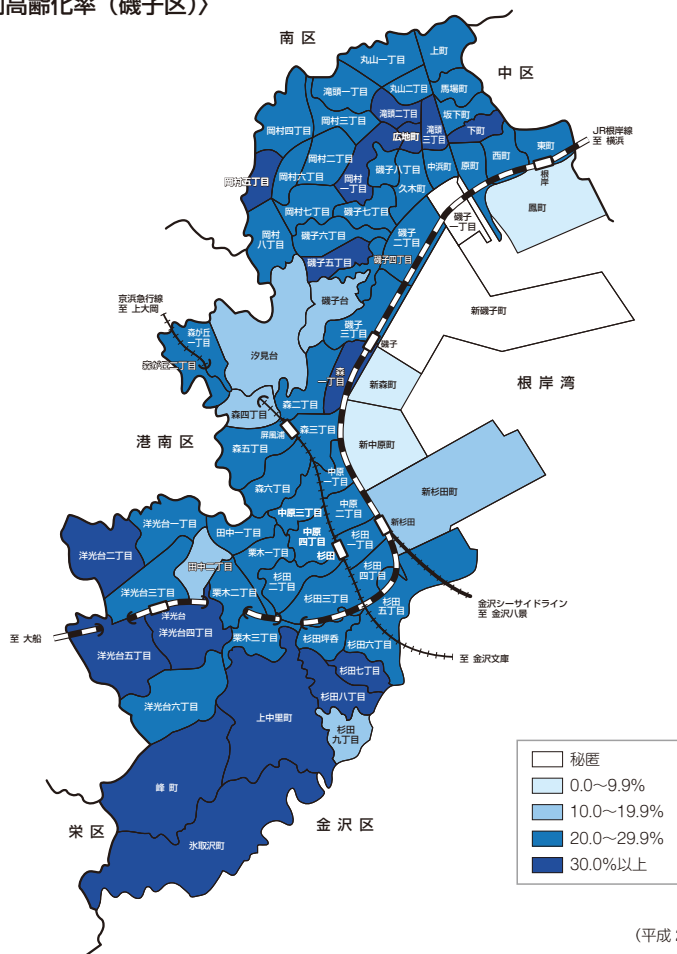 別高齢化率（磯子区）〉
南 区
上町
丸山一丁目
中 区
丸山二丁目
馬場町
滝頭一丁目
滝頭二丁目
坂下町
岡村三丁目
岡村四丁目
広地町
滝頭
三丁目
下町
JR根岸線
至 横浜
東町
西町
原町
中浜町
根岸
岡村二丁目
岡村六丁目
岡村
一丁目
磯子八丁目
久木町
岡村五丁目
鳳町
岡村七丁目
磯子七丁目
磯子
一丁目
岡村
八丁目
磯子六丁目
磯子
二丁目
磯子五丁目
磯子四丁目
京浜急行線
至 上大岡
磯子台
新磯子町
森が丘
一丁目
磯子
三丁目
磯子
汐見台
森が丘二丁目
森
一丁目
新森町
根 岸 湾
森四丁目
森二丁目
港 南 区
屏風浦
森三丁目
新中原町
森五丁目
中原
一丁目
森六丁目
新杉田町
中原三丁目
中原
二丁目
新杉田
洋光台一丁目
田中一丁目
中原
四丁目
杉田
一丁目
洋光台二丁目
栗木一丁目
杉田
田中二丁目
杉田
二丁目
杉田
四丁目
洋光台三丁目
栗木二丁目
杉田三丁目
杉田
五丁目
金沢シーサイドライン
至 金沢八景
洋光台
洋光台四丁目
至 大船
栗木三丁目
杉田坪呑
杉田六丁目
洋光台五丁目
至 金沢文庫
杉田七丁目
杉田八丁目
洋光台六丁目
上中里町
杉田
九丁目
峰 町
栄 区
金 沢 区
氷取沢町
秘匿
0.0～9.9%
10.0～19.9%
20.0～29.9%
30.0%以上
（平成